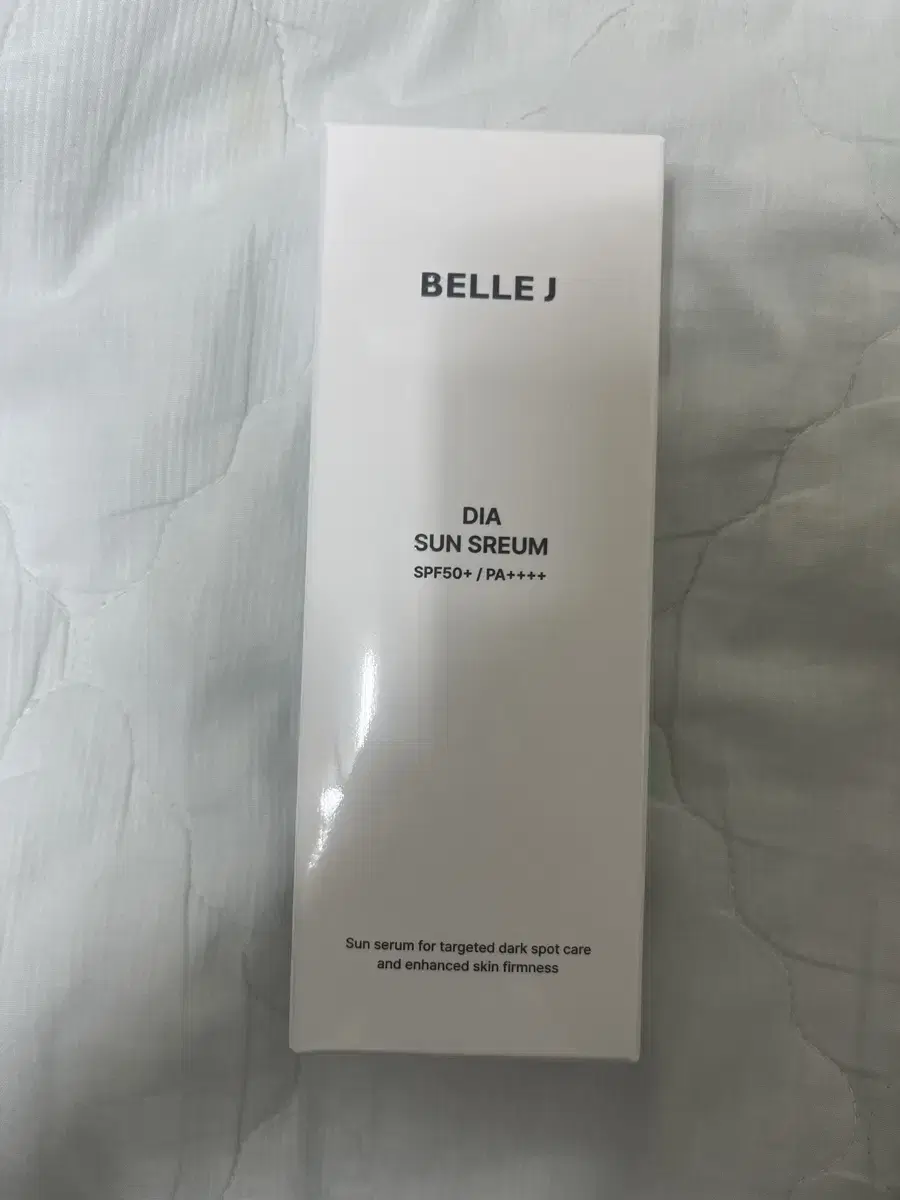 BELLE J
DIA
SUN SREUM
SPF50+ / PA++++
Sun serum for targeted dark spot care
and enhanced skin firmness